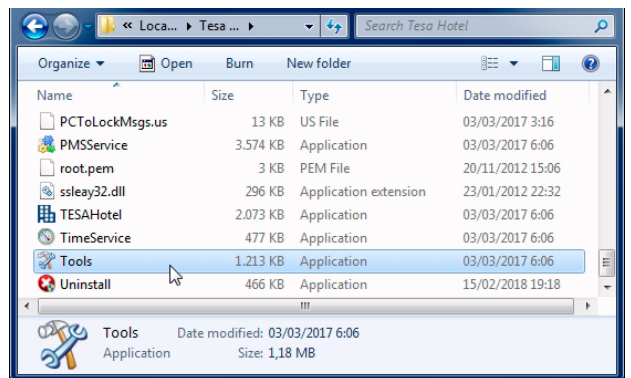 « Loca... ▸ Tesa ... ▸ Search Tesa Hotel
Organize ▾ Open Burn New folder
Name Size Type Date modified
PCToLockMsgs.us 13 KB US File 03/03/2017 3:16
PMSService 3.574 KB Application 03/03/2017 6:06
root.pem 3 KB PEM File 20/11/2012 15:06
ssleay32.dll 296 KB Application extension 23/01/2012 22:32
TESAHotel 2.073 KB Application 03/03/2017 6:06
TimeService 477 KB Application 03/03/2017 6:06
Tools 1.213 KB Application 03/03/2017 6:06
Uninstall 466 KB Application 15/02/2018 19:18
Tools Date modified: 03/03/2017 6:06
Application Size: 1,18 MB